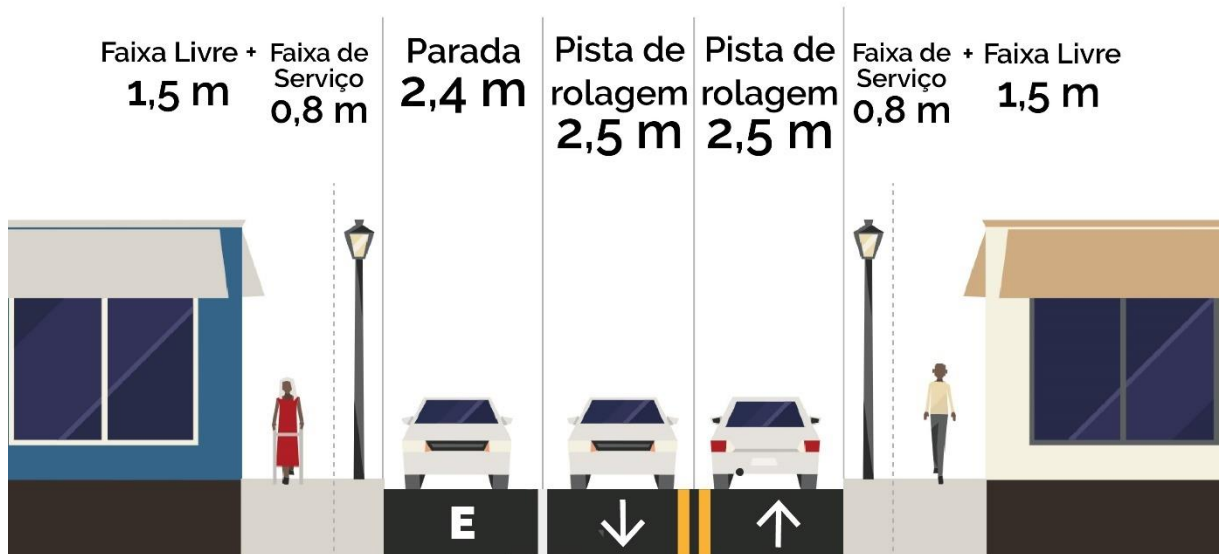 Faixa Livre + Faixa de
Serviço
1,5 m
0,8 m
Parada
2,4 m
Pista de
rolagem
2,5 m
Pista de
rolagem
2,5 m
Faixa de + Faixa Livre
Serviço
0,8 m
1,5 m
E